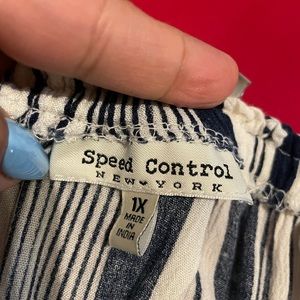 Speed Control
NEW YORK
1X
MADE
IN
INDIA